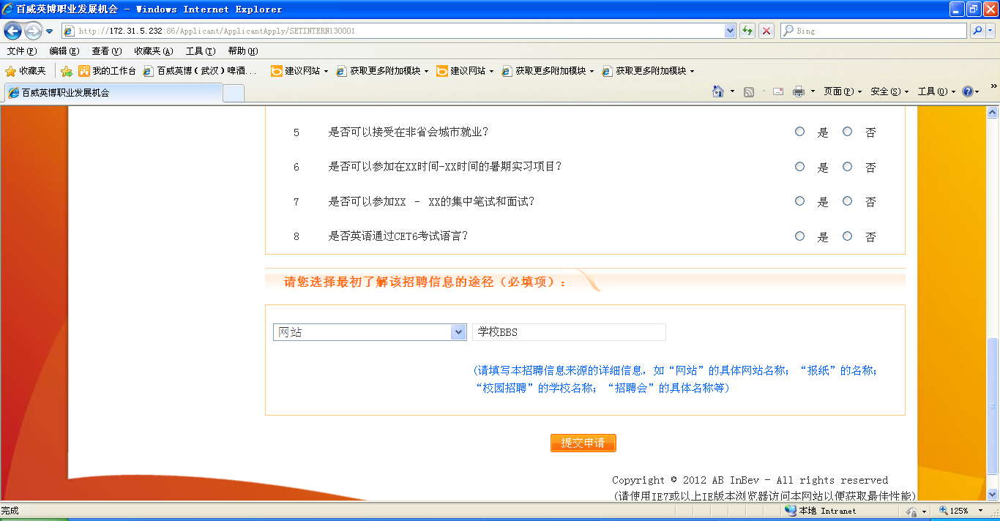 百威英博职业发展机会 - Windows Internet Explorer
http://172.31.5.232:86/Applicant/ApplicantApply/SETINTERN130001
Bing
文件(F) 编辑(E) 查看(V) 收藏夹(A) 工具(T) 帮助(H)
收藏夹 我的工作台 百威英博(武汉)啤酒... 建议网站 获取更多附加模块 建议网站 获取更多附加模块 获取更多附加模块
百威英博职业发展机会
页面(P) 安全(S) 工具(O) »
5 是否可以接受在非省会城市就业? 是 否
6 是否可以参加在XX时间-XX时间的暑期实习项目? 是 否
7 是否可以参加XX - XX的集中笔试和面试? 是 否
8 是否英语通过CET6考试语言? 是 否
请您选择最初了解该招聘信息的途径(必填项):
网站 学校BBS
(请填写本招聘信息来源的详细信息, 如“网站”的具体网站名称; “报纸”的名称;
“校园招聘”的学校名称; “招聘会”的具体名称等)
提交申请
Copyright © 2012 AB InBev - All rights reserved
(请使用IE7或以上IE版本浏览器访问本网站以便获取最佳性能)
完成 本地 Intranet 125%